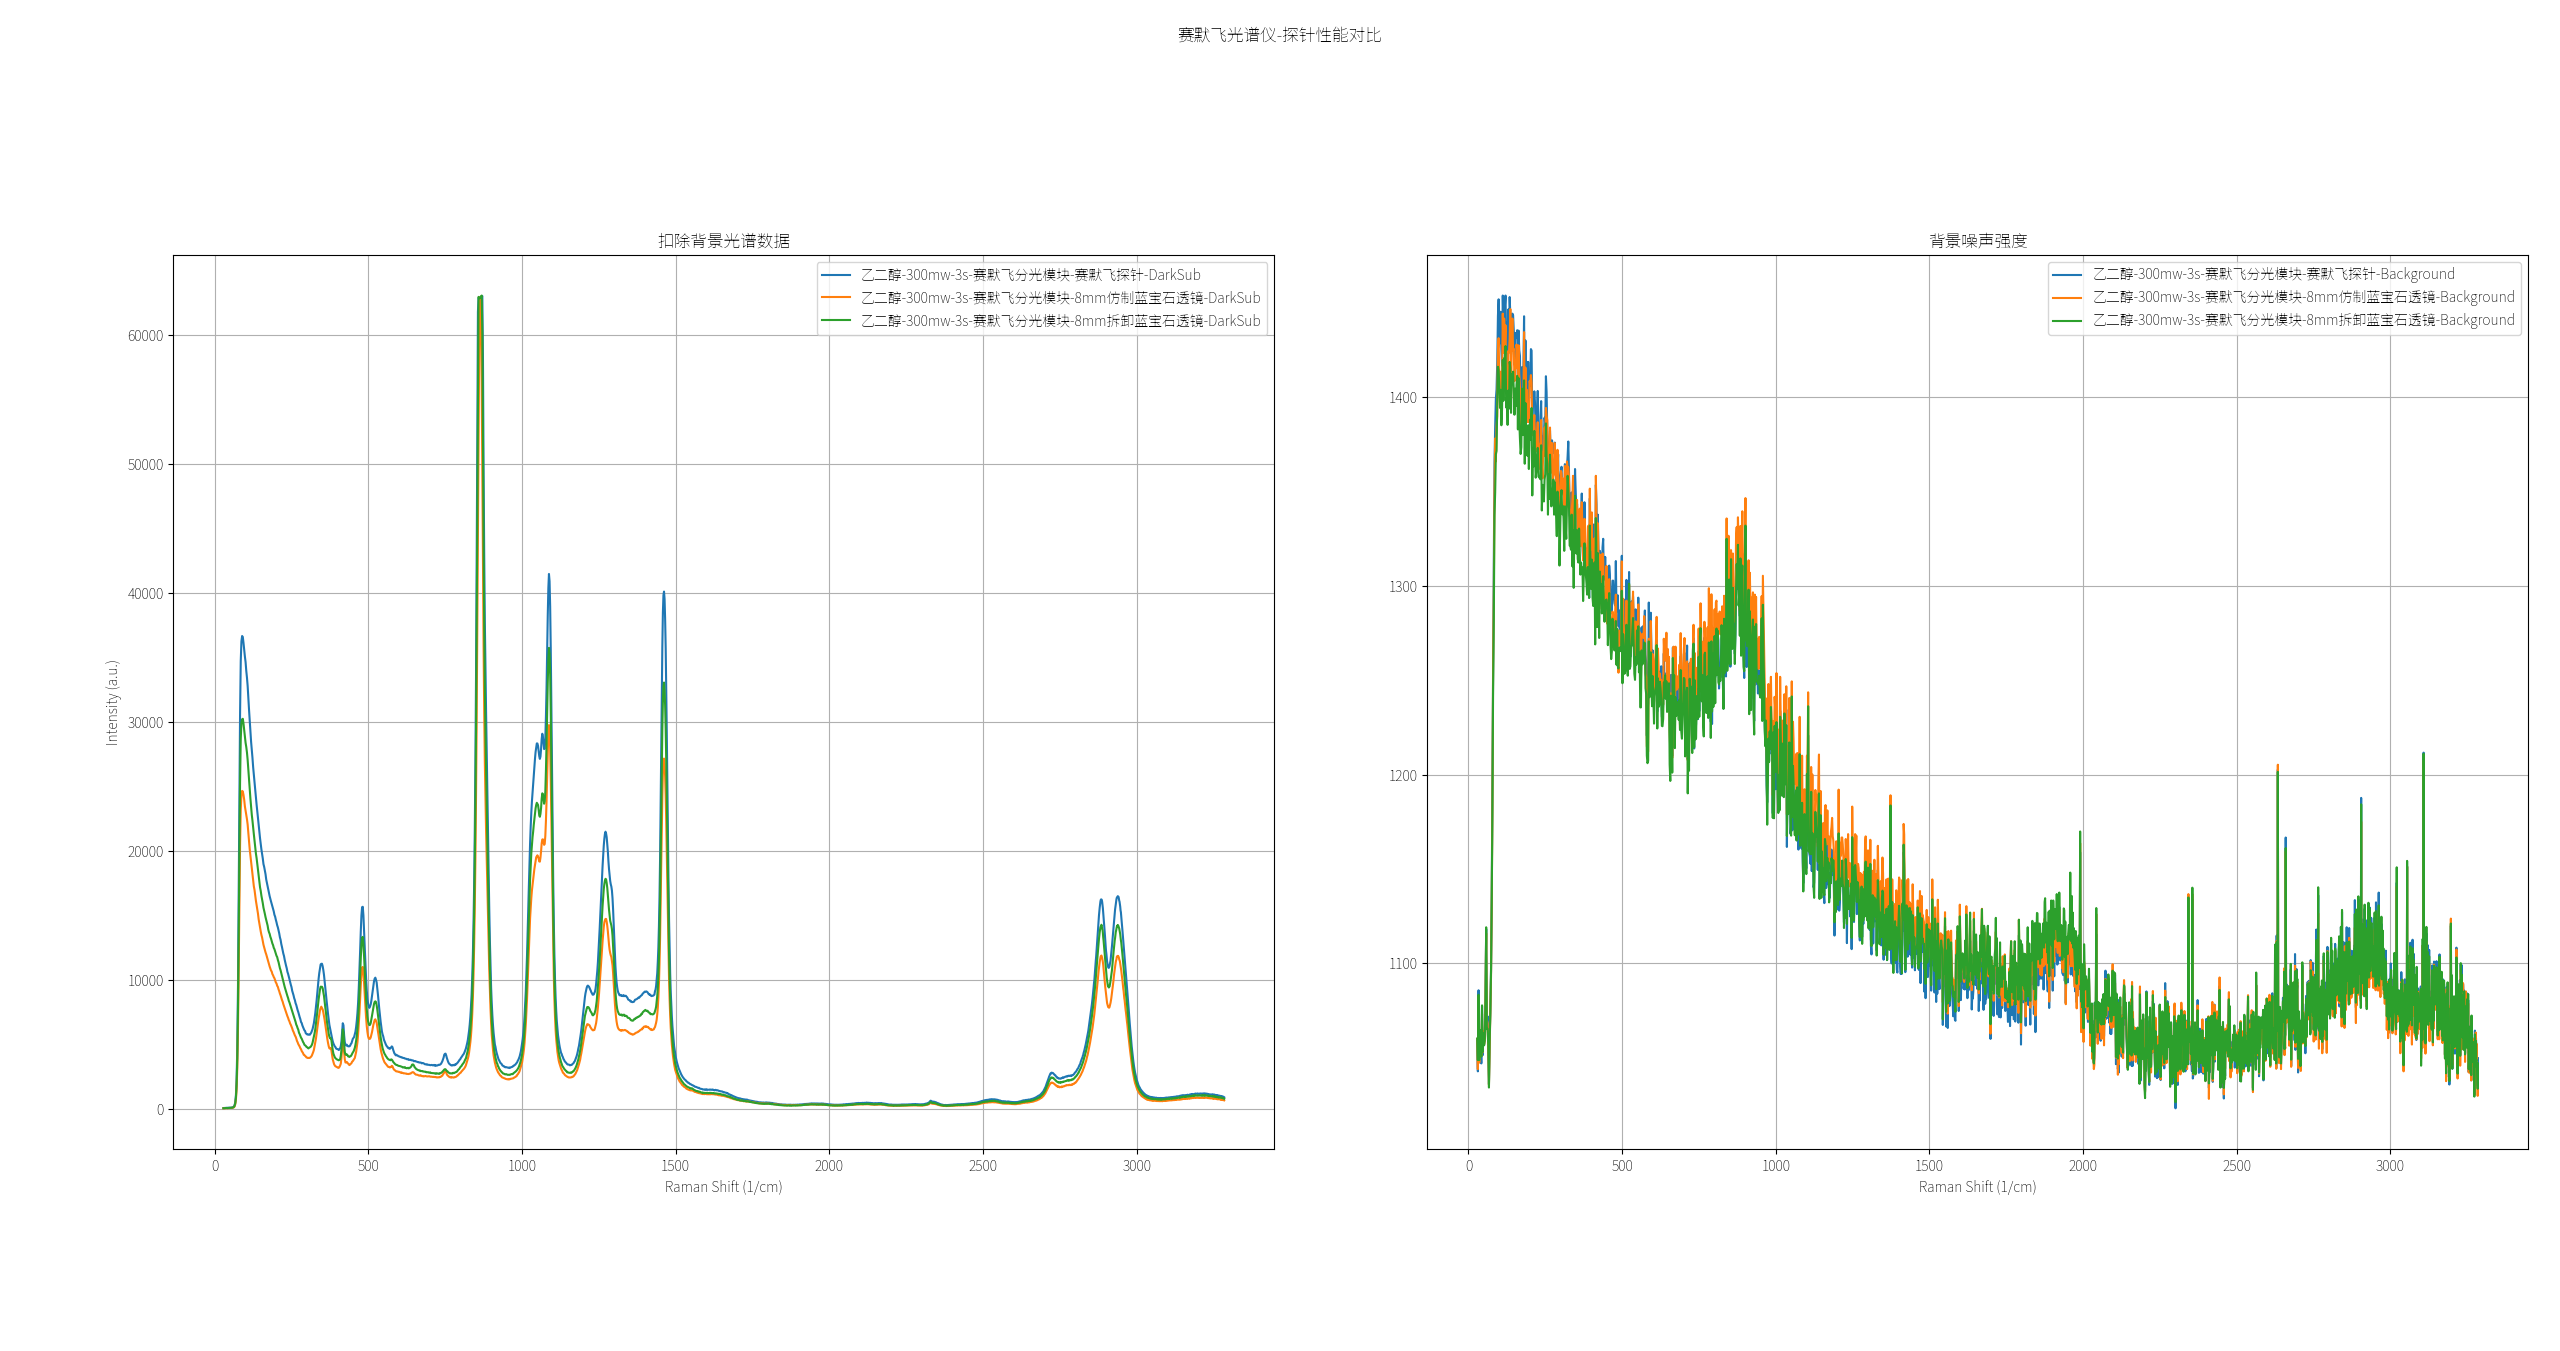 赛默飞光谱仪-探针性能对比
扣除背景光谱数据
乙二醇-300mw-3s-赛默飞分光模块-赛默飞探针-DarkSub
乙二醇-300mw-3s-赛默飞分光模块-8mm仿制蓝宝石透镜-DarkSub
乙二醇-300mw-3s-赛默飞分光模块-8mm拆卸蓝宝石透镜-DarkSub
60000
50000
40000
30000
20000
10000
0
Intensity (a.u.)
0 500 1000 1500 2000 2500 3000
Raman Shift (1/cm)
背景噪声强度
乙二醇-300mw-3s-赛默飞分光模块-赛默飞探针-Background
乙二醇-300mw-3s-赛默飞分光模块-8mm仿制蓝宝石透镜-Background
乙二醇-300mw-3s-赛默飞分光模块-8mm拆卸蓝宝石透镜-Background
1400
1300
1200
1100
0 500 1000 1500 2000 2500 3000
Raman Shift (1/cm)